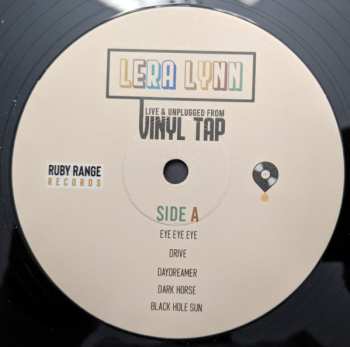 LERA LYNN
LIVE & UNPLUGGED FROM
VINYL TAP
RUBY RANGE
RECORDS
SIDE A
EYE EYE EYE
DRIVE
DAYDREAMER
DARK HORSE
BLACK HOLE SUN